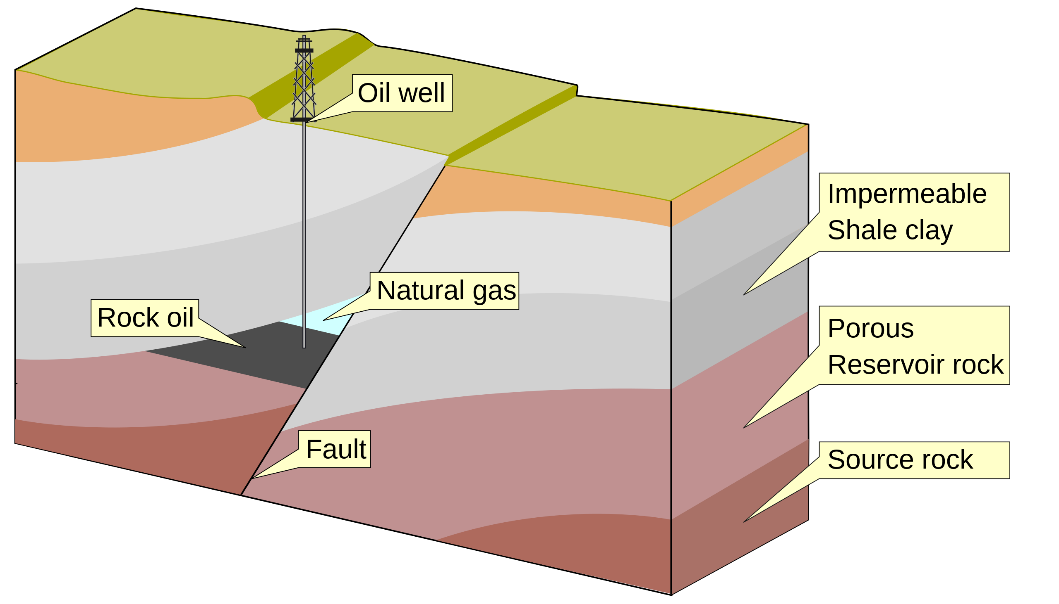 Oil well
Natural gas
Rock oil
Fault
Impermeable
Shale clay
Porous
Reservoir rock
Source rock